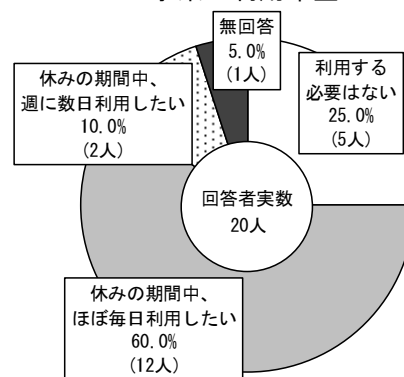 無回答
5.0%
(1人)
利用する
必要はない
25.0%
(5人)
休みの期間中、
週に数日利用したい
10.0%
(2人)
回答者実数
20人
休みの期間中、
ほぼ毎日利用したい
60.0%
(12人)